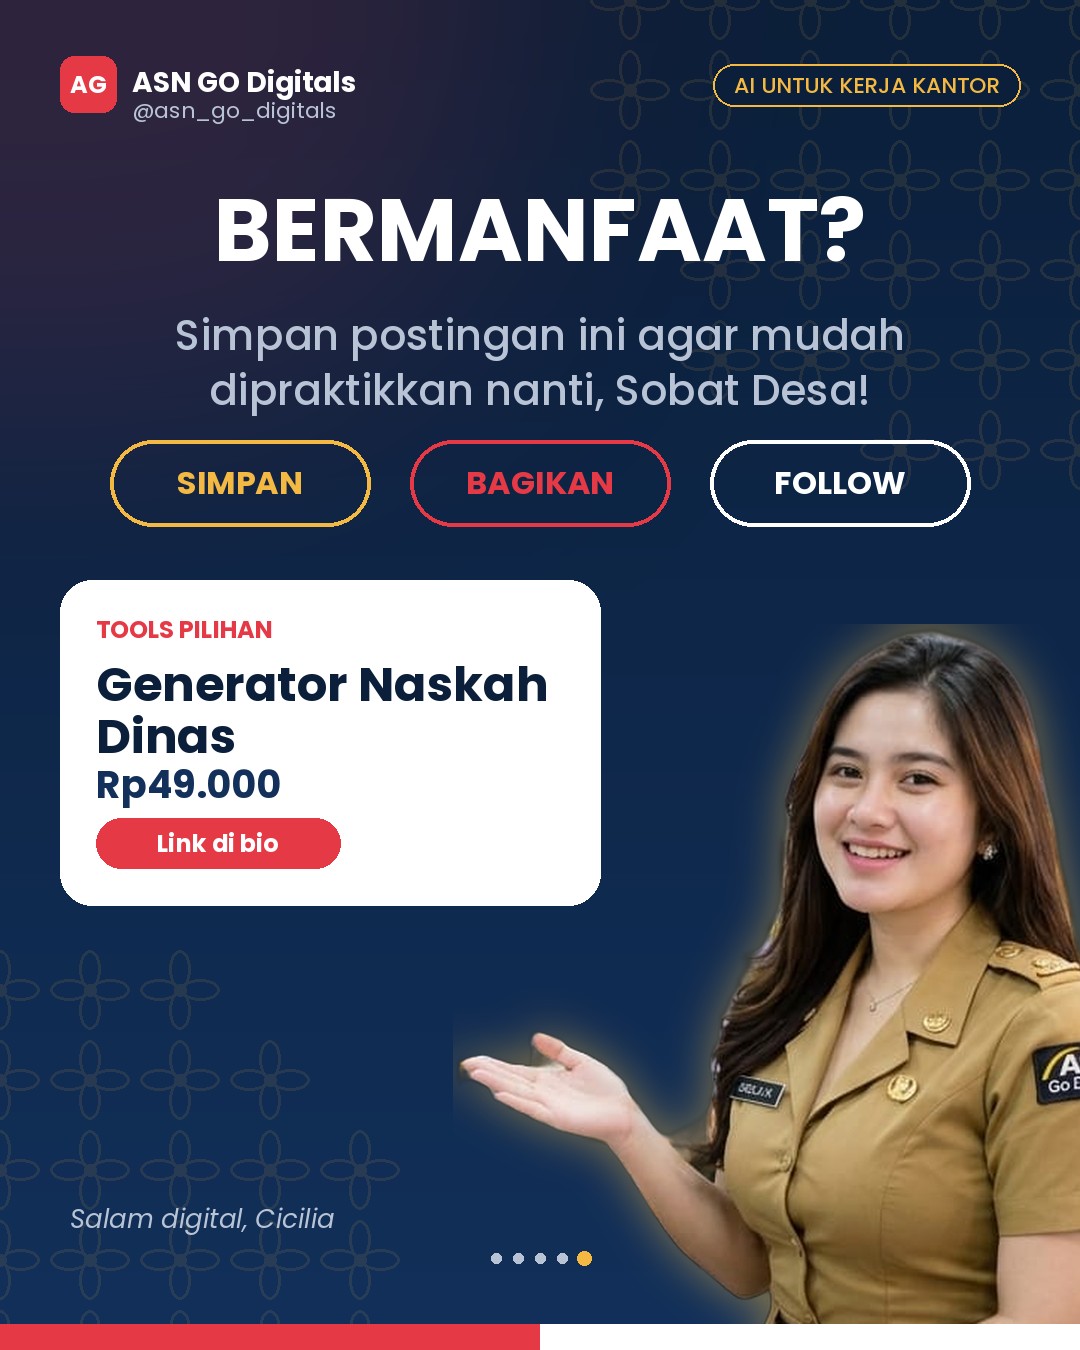 AG
ASN GO Digitals
@asn_go_digitals
AI UNTUK KERJA KANTOR
BERMANFAAT?
Simpan postingan ini agar mudah
dipraktikkan nanti, Sobat Desa!
SIMPAN
BAGIKAN
FOLLOW
TOOLS PILIHAN
Generator Naskah
Dinas
Rp49.000
Link di bio
Go
Salam digital, Cicilia